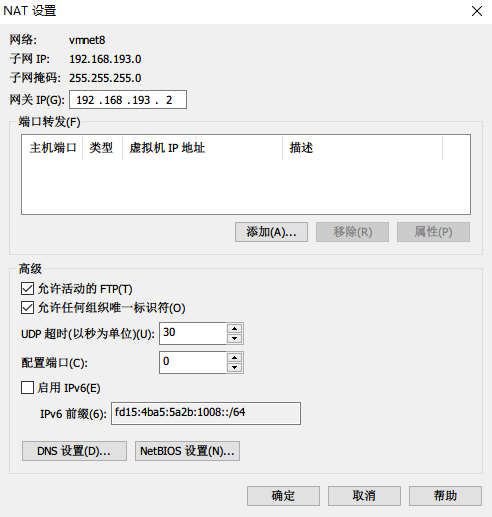 NAT 设置
网络: vmnet8
子网 IP: 192.168.193.0
子网掩码: 255.255.255.0
网关 IP(G): 192 . 168 . 193 . 2
端口转发(F)
主机端口 类型 虚拟机 IP 地址 描述
添加(A)... 移除(R) 属性(P)
高级
允许活动的 FTP(T)
允许任何组织唯一标识符(O)
UDP 超时(以秒为单位)(U): 30
配置端口(C): 0
启用 IPv6(E)
IPv6 前缀(6): fd15:4ba5:5a2b:1008::/64
DNS 设置(D)... NetBIOS 设置(N)...
确定 取消 帮助